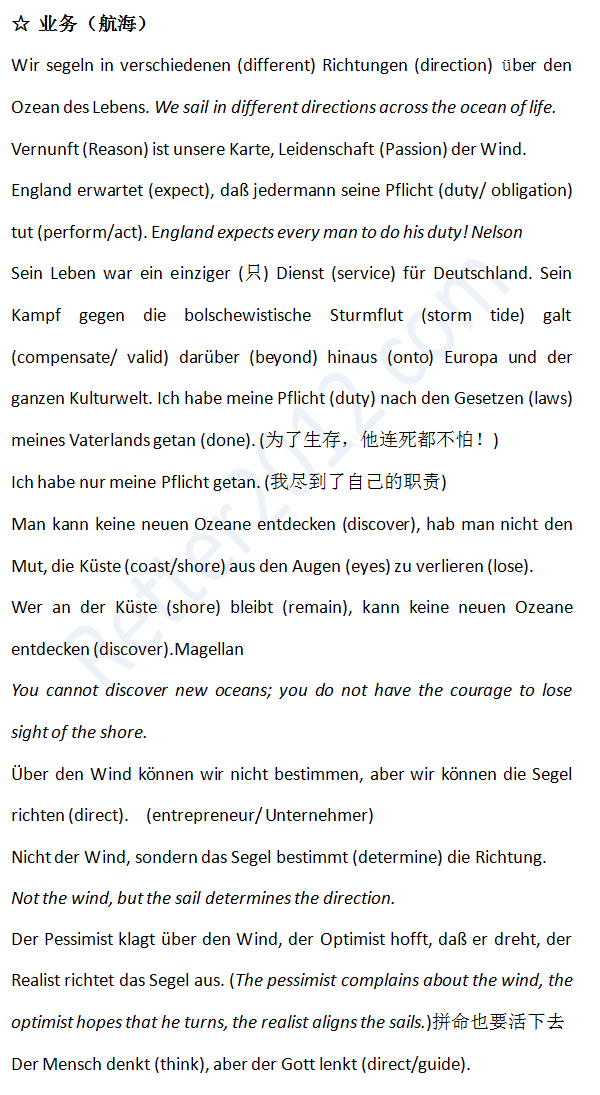 ☆ 业务（航海）
Wir segeln in verschiedenen (different) Richtungen (direction) über den
Ozean des Lebens. We sail in different directions across the ocean of life.
Vernunft (Reason) ist unsere Karte, Leidenschaft (Passion) der Wind.
England erwartet (expect), daß jedermann seine Pflicht (duty/ obligation)
tut (perform/act). England expects every man to do his duty! Nelson
Sein Leben war ein einziger (只) Dienst (service) für Deutschland. Sein
Kampf gegen die bolschewistische Sturmflut (storm tide) galt
(compensate/ valid) darüber (beyond) hinaus (onto) Europa und der
ganzen Kulturwelt. Ich habe meine Pflicht (duty) nach den Gesetzen (laws)
meines Vaterlands getan (done). (为了生存，他连死都不怕！)
Ich habe nur meine Pflicht getan. (我尽到了自己的职责)
Man kann keine neuen Ozeane entdecken (discover), hab man nicht den
Mut, die Küste (coast/shore) aus den Augen (eyes) zu verlieren (lose).
Wer an der Küste (shore) bleibt (remain), kann keine neuen Ozeane
entdecken (discover).Magellan
You cannot discover new oceans; you do not have the courage to lose
sight of the shore.
Über den Wind können wir nicht bestimmen, aber wir können die Segel
richten (direct). (entrepreneur/ Unternehmer)
Nicht der Wind, sondern das Segel bestimmt (determine) die Richtung.
Not the wind, but the sail determines the direction.
Der Pessimist klagt über den Wind, der Optimist hofft, daß er dreht, der
Realist richtet das Segel aus. (The pessimist complains about the wind, the
optimist hopes that he turns, the realist aligns the sails.)拼命也要活下去
Der Mensch denkt (think), aber der Gott lenkt (direct/guide).
Retter2012.com